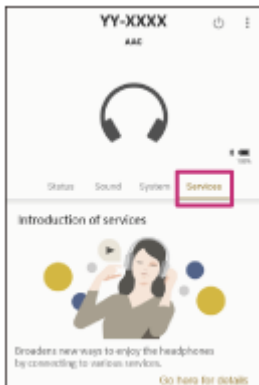 YY-XXXX
AAC
100%
Status Sound System Services
Introduction of services
Broadens new ways to enjoy the headphones
by connecting to various services.
Go here for details